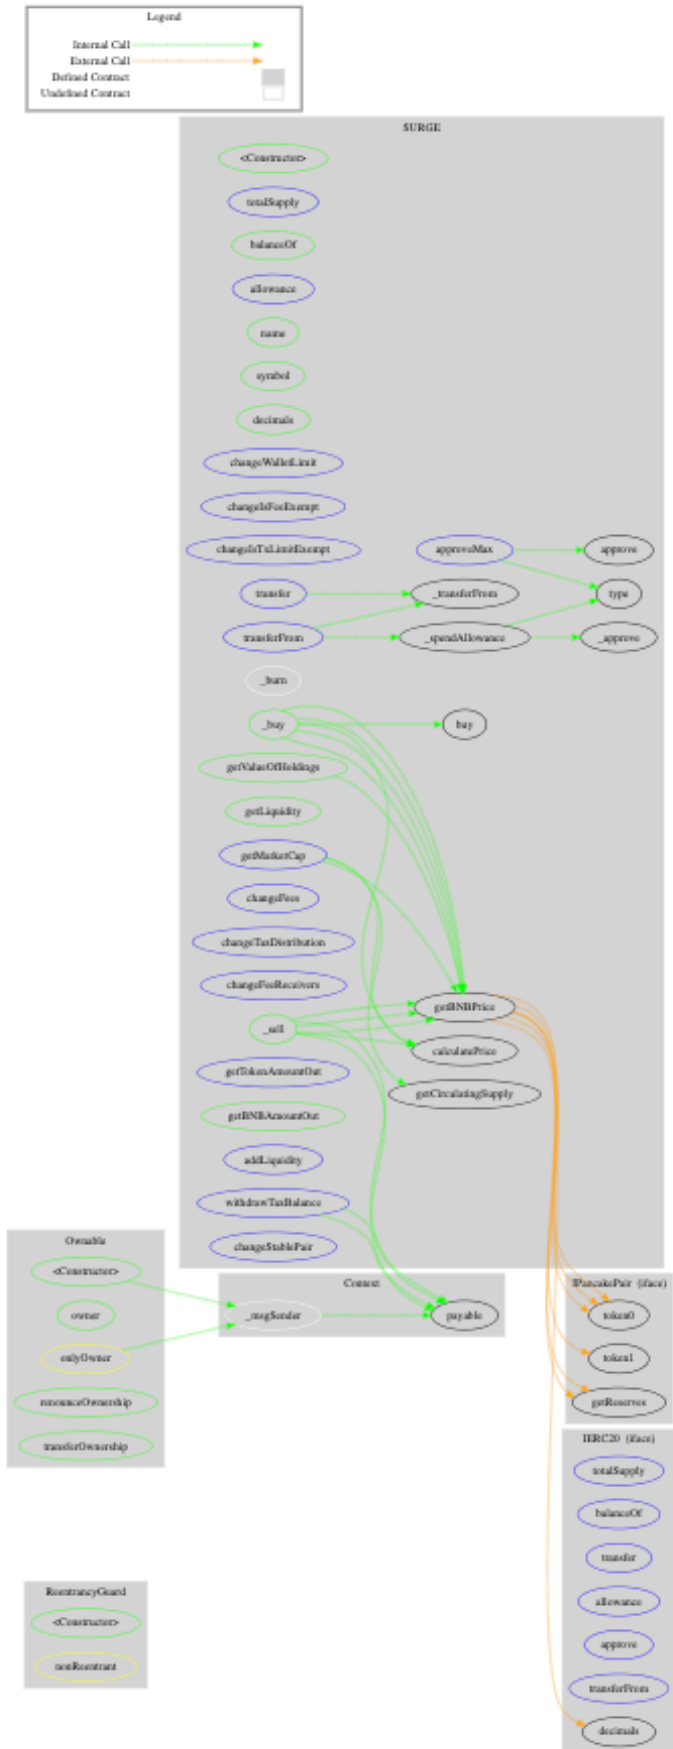 Legend
Internal Call
External Call
Defined Contract
Undefined Contract
SURGE
<Constructor>
totalSupply
balanceOf
allowance
name
symbol
decimals
changeWalletLimit
changeIsFeeExempt
changeIsTxLimitExempt
approveMax
approve
transfer
_transferFrom
type
transferFrom
_spendAllowance
_approve
_burn
_buy
buy
getValueOfHoldings
getLiquidity
getMarketCap
changeFees
changeTaxDistribution
changeFeeReceivers
getBNBPrice
_sell
calculatePrice
getTokenAmountOut
getCirculatingSupply
getBNBAmountOut
addLiquidity
withdrawTaxBalance
changeStablePair
Ownable
<Constructor>
owner
onlyOwner
renounceOwnership
transferOwnership
Context
_msgSender
payable
IPancakePair (iface)
token0
token1
getReserves
IERC20 (iface)
totalSupply
balanceOf
transfer
allowance
approve
transferFrom
decimals
ReentrancyGuard
<Constructor>
nonReentrant